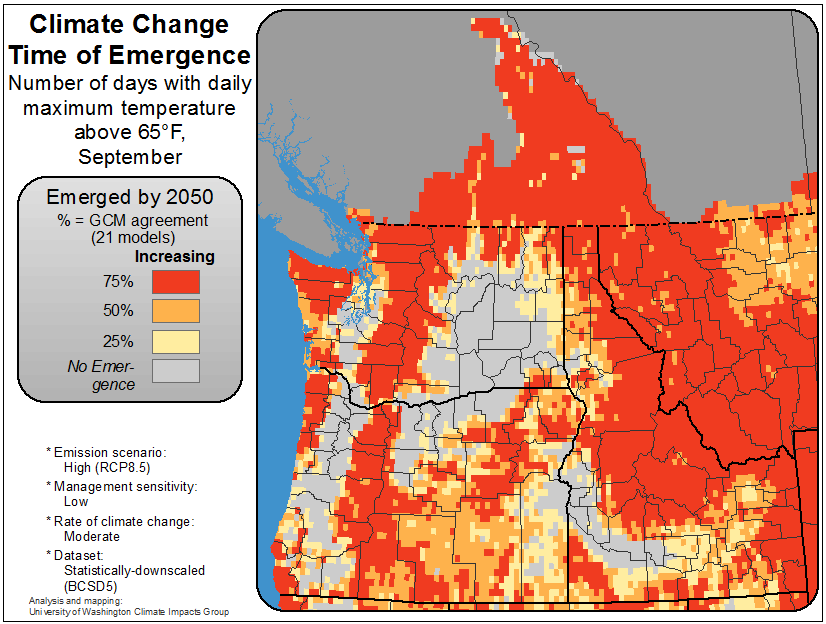 Climate Change
Time of Emergence
Number of days with daily
maximum temperature
above 65°F,
September
Emerged by 2050
% = GCM agreement
(21 models)
Increasing
75%
50%
25%
No Emer-
gence
* Emission scenario:
High (RCP8.5)
* Management sensitivity:
Low
* Rate of climate change:
Moderate
* Dataset:
Statistically-downscaled
(BCSD5)
Analysis and mapping:
University of Washington Climate Impacts Group